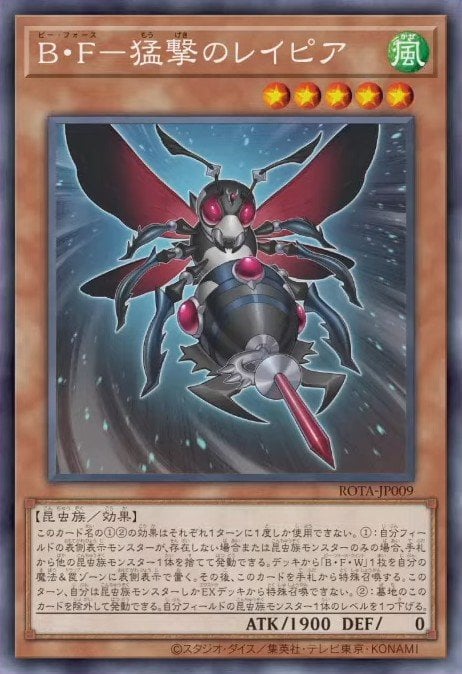 ビー・フォース もう げき
B・F－猛撃のレイピア
かぜ
風
ROTA-JP009
【昆虫族／効果】
このカード名の①②の効果はそれぞれ1ターンに1度しか使用できない。①：自分フィー
ルドの表側表示モンスターが、存在しない場合または昆虫族モンスターのみの場合、手札
から他の昆虫族モンスター1体を捨てて発動できる。デッキから「B・F・W」1枚を自分の
魔法＆罠ゾーンに表側表示で置く。その後、このカードを手札から特殊召喚する。このタ
ーン、自分は昆虫族モンスターしかEXデッキから特殊召喚できない。②：墓地のこのカー
ドを除外して発動できる。自分フィールドの昆虫族モンスター1体のレベルを1つ下げる。
ATK/1900 DEF/ 0
©スタジオ・ダイス／集英社・テレビ東京・KONAMI